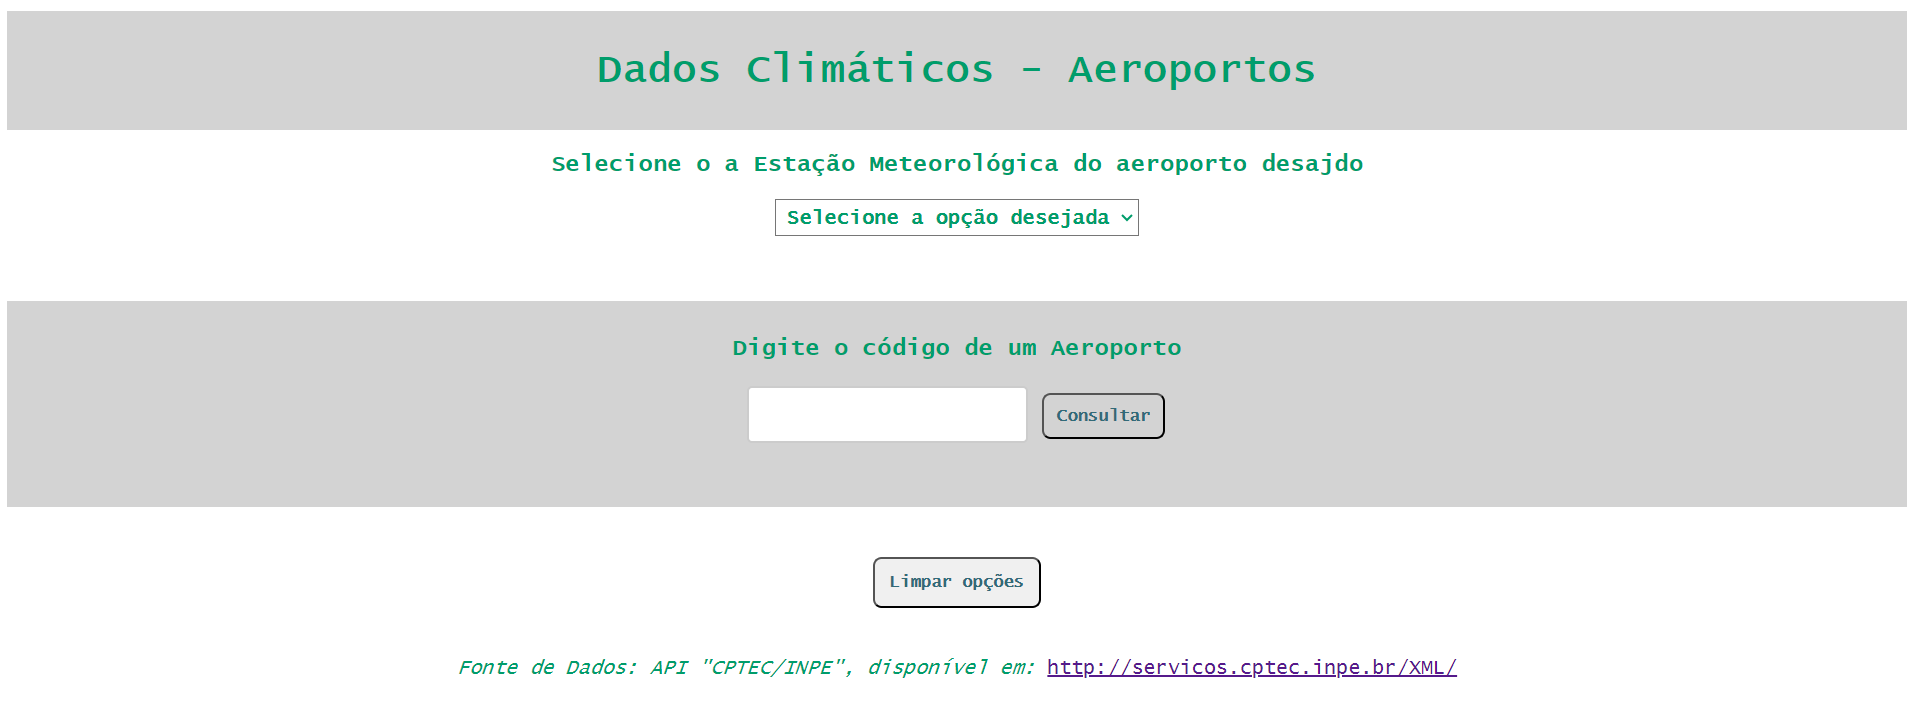 Dados Climáticos - Aeroportos
Selecione o a Estação Meteorológica do aeroporto desajdo
Selecione a opção desejada
Digite o código de um Aeroporto
Consultar
Limpar opções
Fonte de Dados: API "CPTEC/INPE", disponível em: http://servicos.cptec.inpe.br/XML/